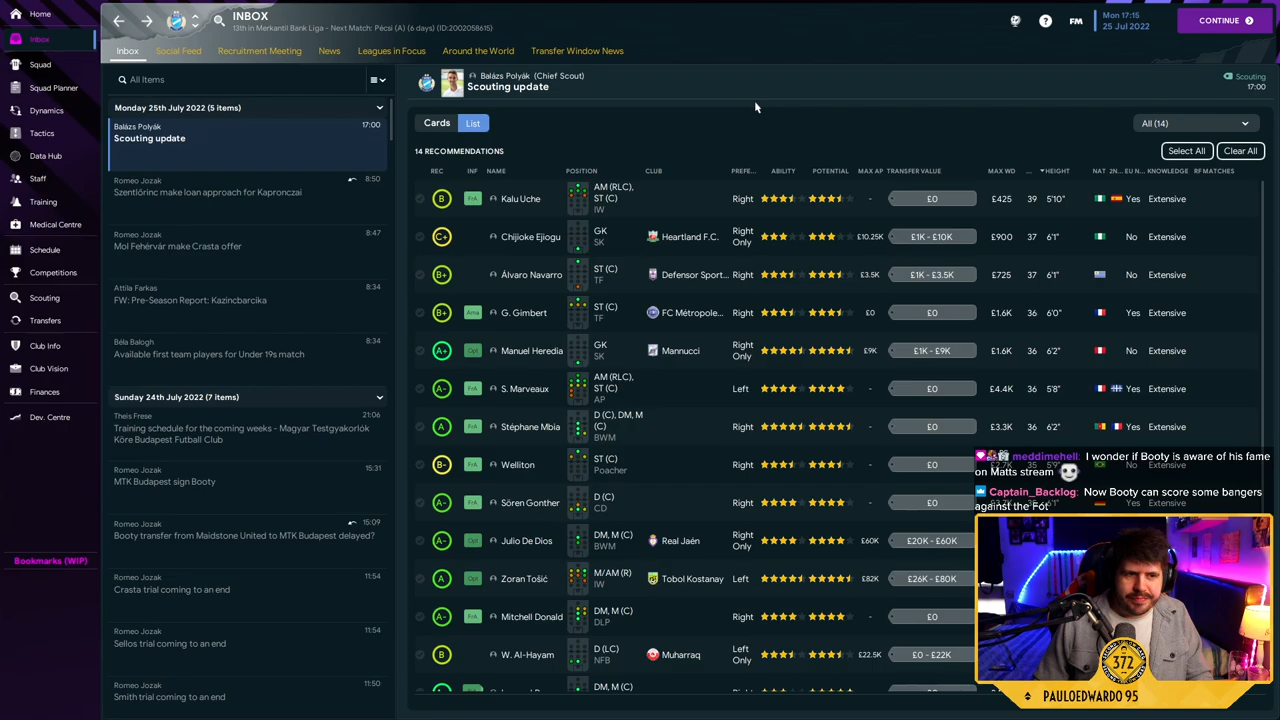 Home
Inbox
Squad
Squad Planner
Dynamics
Tactics
Data Hub
Staff
Training
Medical Centre
Schedule
Competitions
Scouting
Transfers
Club Info
Club Vision
Finances
Dev. Centre
Bookmarks (WIP)
INBOX
13th in Merkantil Bank Liga - Next Match: Pécsi (A) (6 days) (ID:2002058615)
FM
Mon 17:15
25 Jul 2022
CONTINUE
Inbox Social Feed Recruitment Meeting News Leagues in Focus Around the World Transfer Window News
All Items
Monday 25th July 2022 (5 items)
Balázs Polyák 17:00
Scouting update
Romeo Jozak 8:50
Szentlőrinc make loan approach for Kapronczai
Romeo Jozak 8:47
Mol Fehérvár make Crasta offer
Attila Farkas 8:34
FW: Pre-Season Report: Kazincbarcika
Béla Balogh 8:34
Available first team players for Under 19s match
Sunday 24th July 2022 (7 items)
Theis Frese 21:06
Training schedule for the coming weeks - Magyar Testgyakorlók
Köre Budapest Futball Club
Romeo Jozak 15:31
MTK Budapest sign Booty
Romeo Jozak 15:09
Booty transfer from Maidstone United to MTK Budapest delayed?
Romeo Jozak 11:54
Crasta trial coming to an end
Romeo Jozak 11:54
Sellos trial coming to an end
Romeo Jozak 11:50
Smith trial coming to an end
Balázs Polyák (Chief Scout)
Scouting update
Scouting
17:00
Cards List
All (14)
14 RECOMMENDATIONS
Select All Clear All
REC INF NAME POSITION CLUB PREFE... ABILITY POTENTIAL MAX AP TRANSFER VALUE MAX WD ... HEIGHT NAT 2N... EU N... KNOWLEDGE RF MATCHES
B FrA Kalu Uche AM (RLC), ST (C) IW Right - £0 £425 39 5'10" Yes Extensive
C+ Chijioke Ejiogu GK SK Heartland F.C. Right Only £10.25K £1K - £10K £900 37 6'1" No Extensive
B+ Álvaro Navarro ST (C) TF Defensor Sport... Right £3.5K £1K - £3.5K £725 37 6'1" No Extensive
B+ Ama G. Gimbert ST (C) TF FC Métropole... Right £0 £0 £1.6K 36 6'0" Yes Extensive
A+ Opt Manuel Heredia GK SK Mannucci Right Only £9K £1K - £9K £1.6K 36 6'2" No Extensive
A- FrA S. Marveaux AM (RLC), ST (C) AP Left - £0 £4.4K 36 5'8" Yes Extensive
A FrA Stéphane Mbia D (C), DM, M (C) BWM Right - £0 £3.3K 36 6'2" Yes Extensive
B- FrA Welliton ST (C) Poacher Right - £0
A- FrA Sören Gonther D (C) CD Right - £0
A- Opt Julio De Dios DM, M (C) BWM Real Jaén Right Only £60K £20K - £60K
A Opt Zoran Tošić M/AM (R) IW Tobol Kostanay Left £82K £26K - £80K
A- FrA Mitchell Donald DM, M (C) DLP Right - £0
B W. Al-Hayam D (LC) NFB Muharraq Left Only £22.5K £0 - £22K
DM, M (C)
meddimehell: I wonder if Booty is aware of his fame
on Matts stream
Captain_Backlog: Now Booty can score some bangers
against the Fot
372
PAULOEDWARDO 95